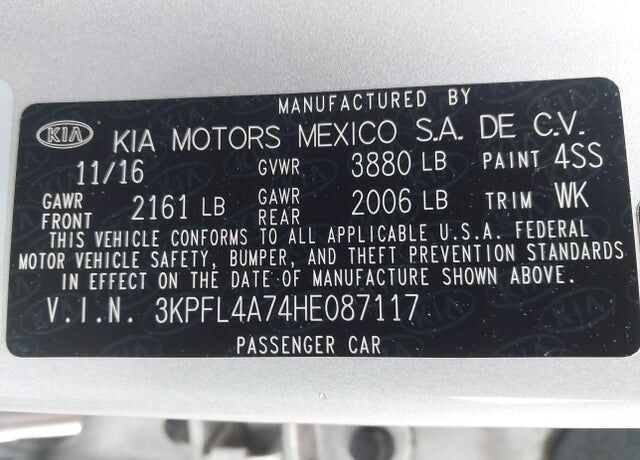 MANUFACTURED BY
KIA KIA MOTORS MEXICO S.A. DE C.V.
11/16 GVWR 3880 LB PAINT 4SS
GAWR FRONT 2161 LB GAWR REAR 2006 LB TRIM WK
THIS VEHICLE CONFORMS TO ALL APPLICABLE U.S.A. FEDERAL
MOTOR VEHICLE SAFETY, BUMPER, AND THEFT PREVENTION STANDARDS
IN EFFECT ON THE DATE OF MANUFACTURE SHOWN ABOVE.
V.I.N. 3KPFL4A74HE087117
PASSENGER CAR